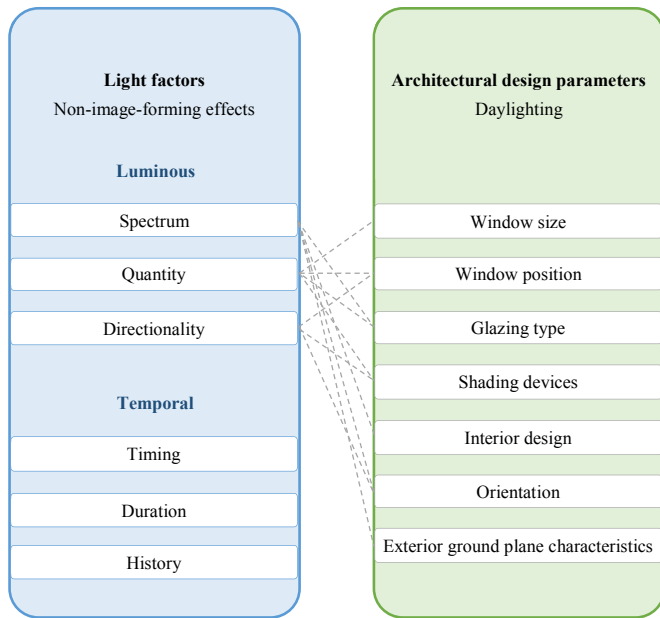 Light factors
Non-image-forming effects
Luminous
Spectrum
Quantity
Directionality
Temporal
Timing
Duration
History
Architectural design parameters
Daylighting
Window size
Window position
Glazing type
Shading devices
Interior design
Orientation
Exterior ground plane characteristics